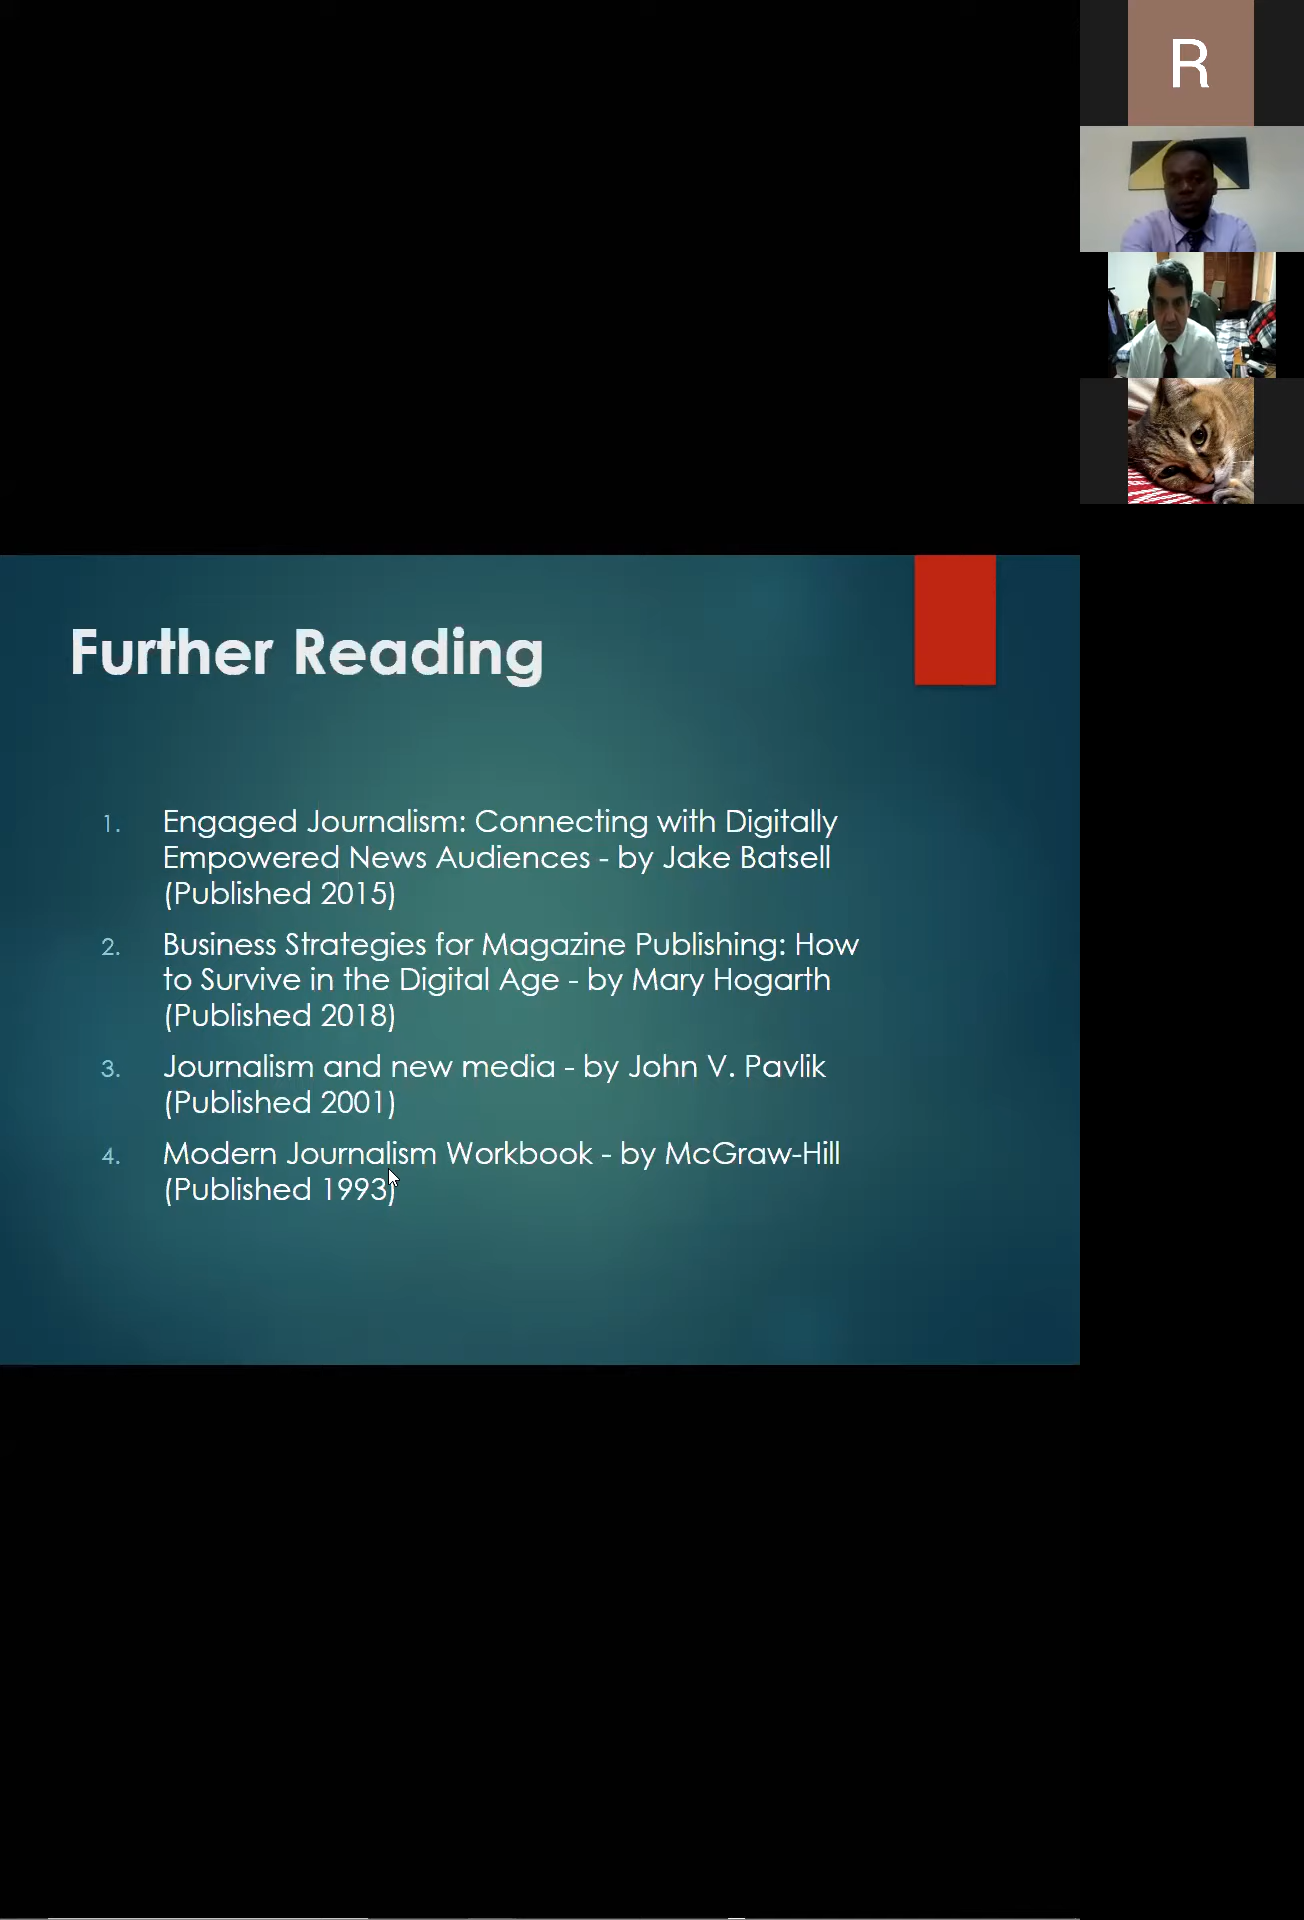 R
Further Reading
1. Engaged Journalism: Connecting with Digitally
Empowered News Audiences - by Jake Batsell
(Published 2015)
2. Business Strategies for Magazine Publishing: How
to Survive in the Digital Age - by Mary Hogarth
(Published 2018)
3. Journalism and new media - by John V. Pavlik
(Published 2001)
4. Modern Journalism Workbook - by McGraw-Hill
(Published 1993)